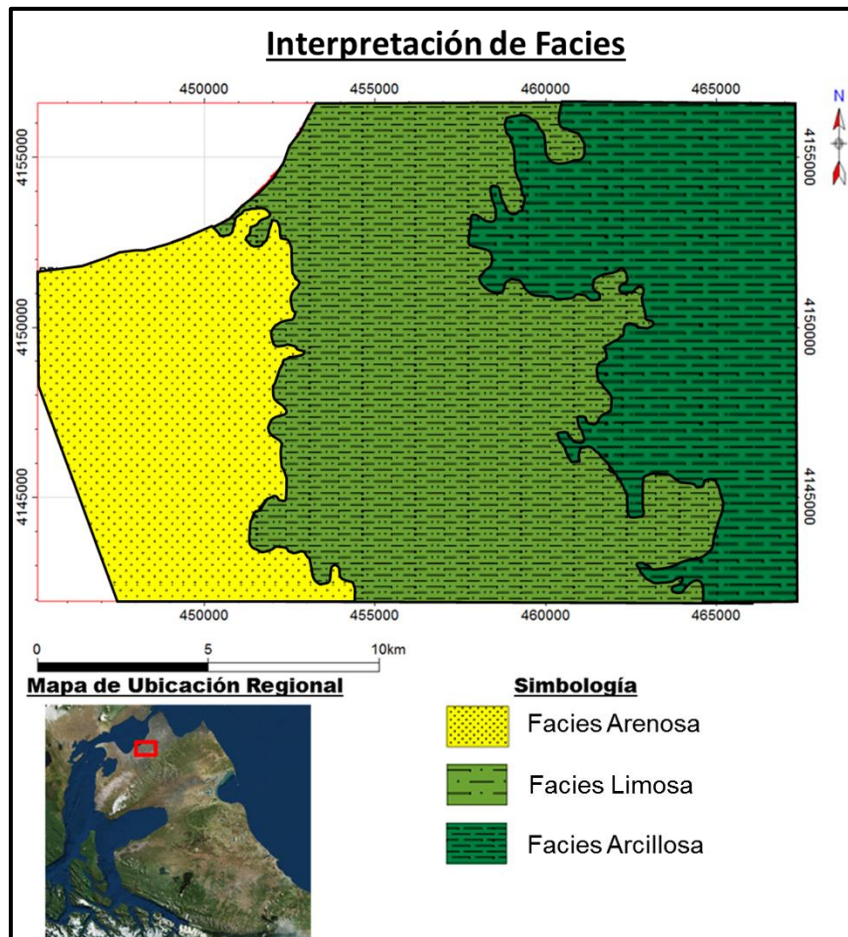 Interpretación de Facies
450000 455000 460000 465000
N
4155000 4155000
4150000 4150000
4145000 4145000
450000 455000 460000 465000
0 5 10km
Mapa de Ubicación Regional
Simbología
Facies Arenosa
Facies Limosa
Facies Arcillosa